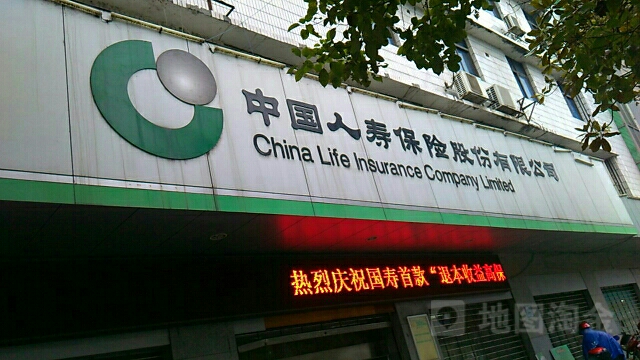 中国人寿保险股份有限公司
China Life Insurance Company Limited
热烈庆祝国寿首款“退本收益高保
地图淘金